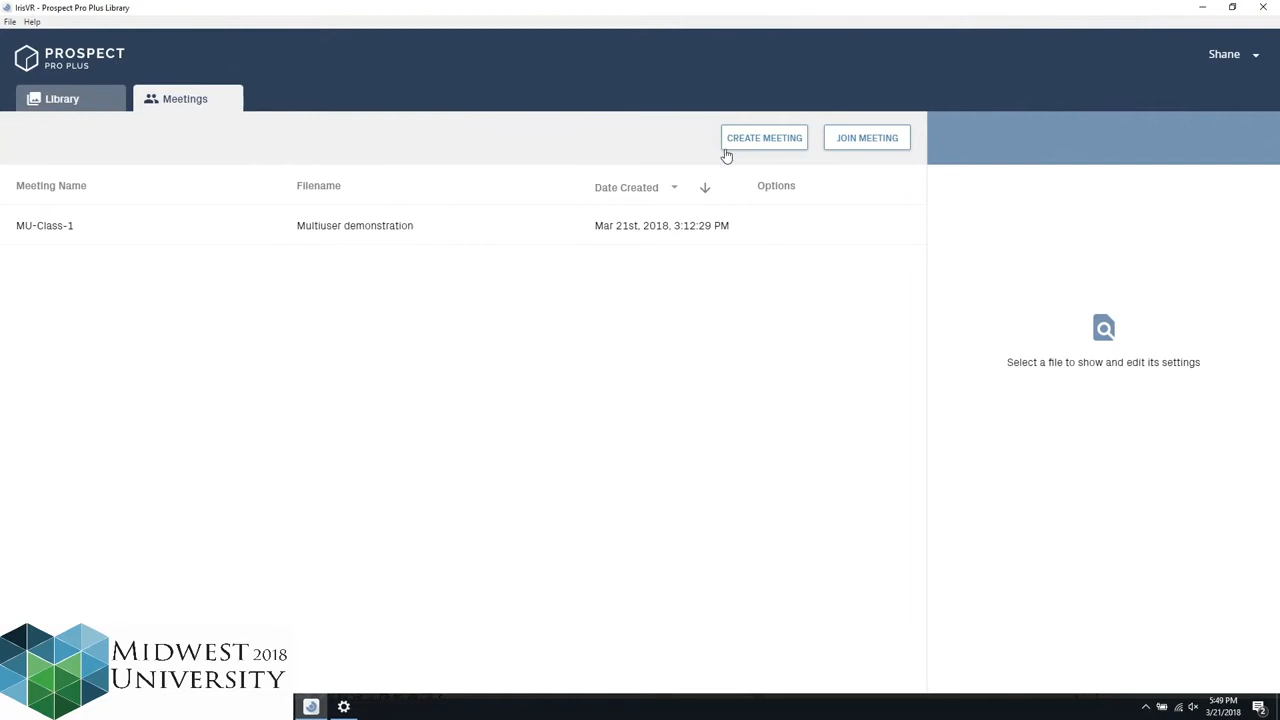 IrisVR - Prospect Pro Plus Library
File Help
PROSPECT
PRO PLUS
Shane
Library
Meetings
CREATE MEETING
JOIN MEETING
Meeting Name
Filename
Date Created
Options
MU-Class-1
Multiuser demonstration
Mar 21st, 2018, 3:12:29 PM
Select a file to show and edit its settings
MIDWEST 2018
UNIVERSITY
5:49 PM
3/21/2018
2